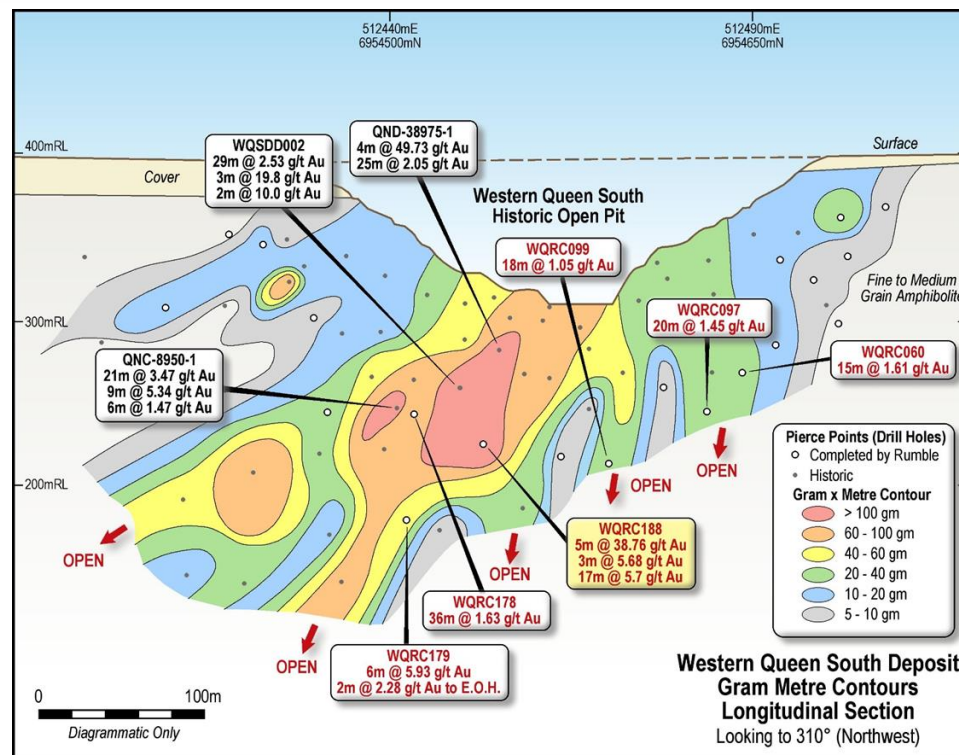 512440mE
6954500mN
512490mE
6954650mN
400mRL
300mRL
200mRL
Cover
Surface
WQSDD002
29m @ 2.53 g/t Au
3m @ 19.8 g/t Au
2m @ 10.0 g/t Au
QND-38975-1
4m @ 49.73 g/t Au
25m @ 2.05 g/t Au
Western Queen South
Historic Open Pit
WQRC099
18m @ 1.05 g/t Au
Fine to Medium
Grain Amphibolite
WQRC097
20m @ 1.45 g/t Au
WQRC060
15m @ 1.61 g/t Au
QNC-8950-1
21m @ 3.47 g/t Au
9m @ 5.34 g/t Au
6m @ 1.47 g/t Au
OPEN
OPEN
OPEN
OPEN
OPEN
WQRC188
5m @ 38.76 g/t Au
3m @ 5.68 g/t Au
17m @ 5.7 g/t Au
WQRC178
36m @ 1.63 g/t Au
WQRC179
6m @ 5.93 g/t Au
2m @ 2.28 g/t Au to E.O.H.
Pierce Points (Drill Holes)
Completed by Rumble
Historic
Gram x Metre Contour
> 100 gm
60 - 100 gm
40 - 60 gm
20 - 40 gm
10 - 20 gm
5 - 10 gm
0 100m
Diagrammatic Only
Western Queen South Deposit
Gram Metre Contours
Longitudinal Section
Looking to 310° (Northwest)